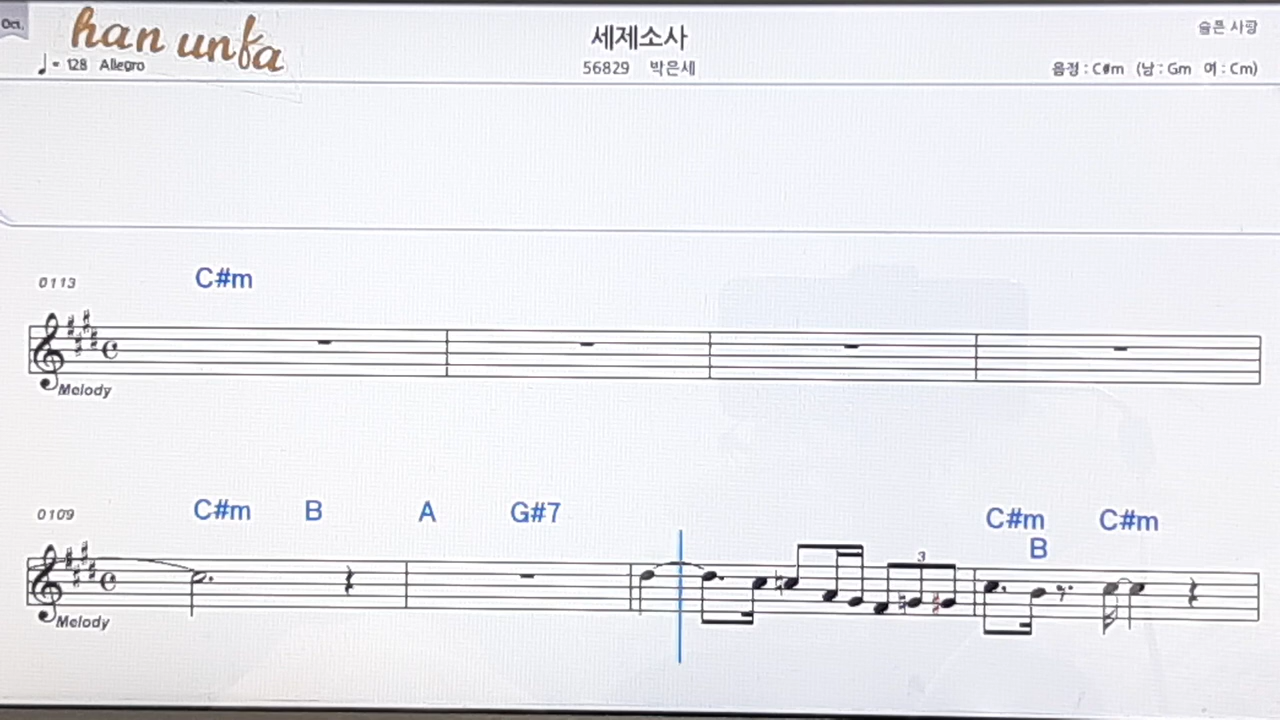 Oct.
han unfa
세제소사
슬픈 사랑
♩= 128 Allegro
56829 박은세
음정 : C#m (남 : Gm 여 : Cm)
0113
C#m
Melody
0109
C#m B A G#7 C#m C#m
B
3
Melody